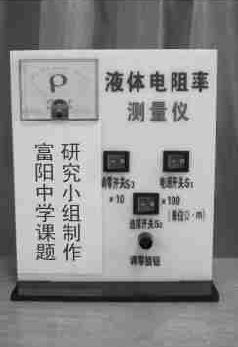 ρ
液体电阻率
测量仪
富阳中学课题
研究小组制作
调零开关S3
电源开关S1
×10
×100
(单位Ω·m)
选择开关S2
调零旋钮